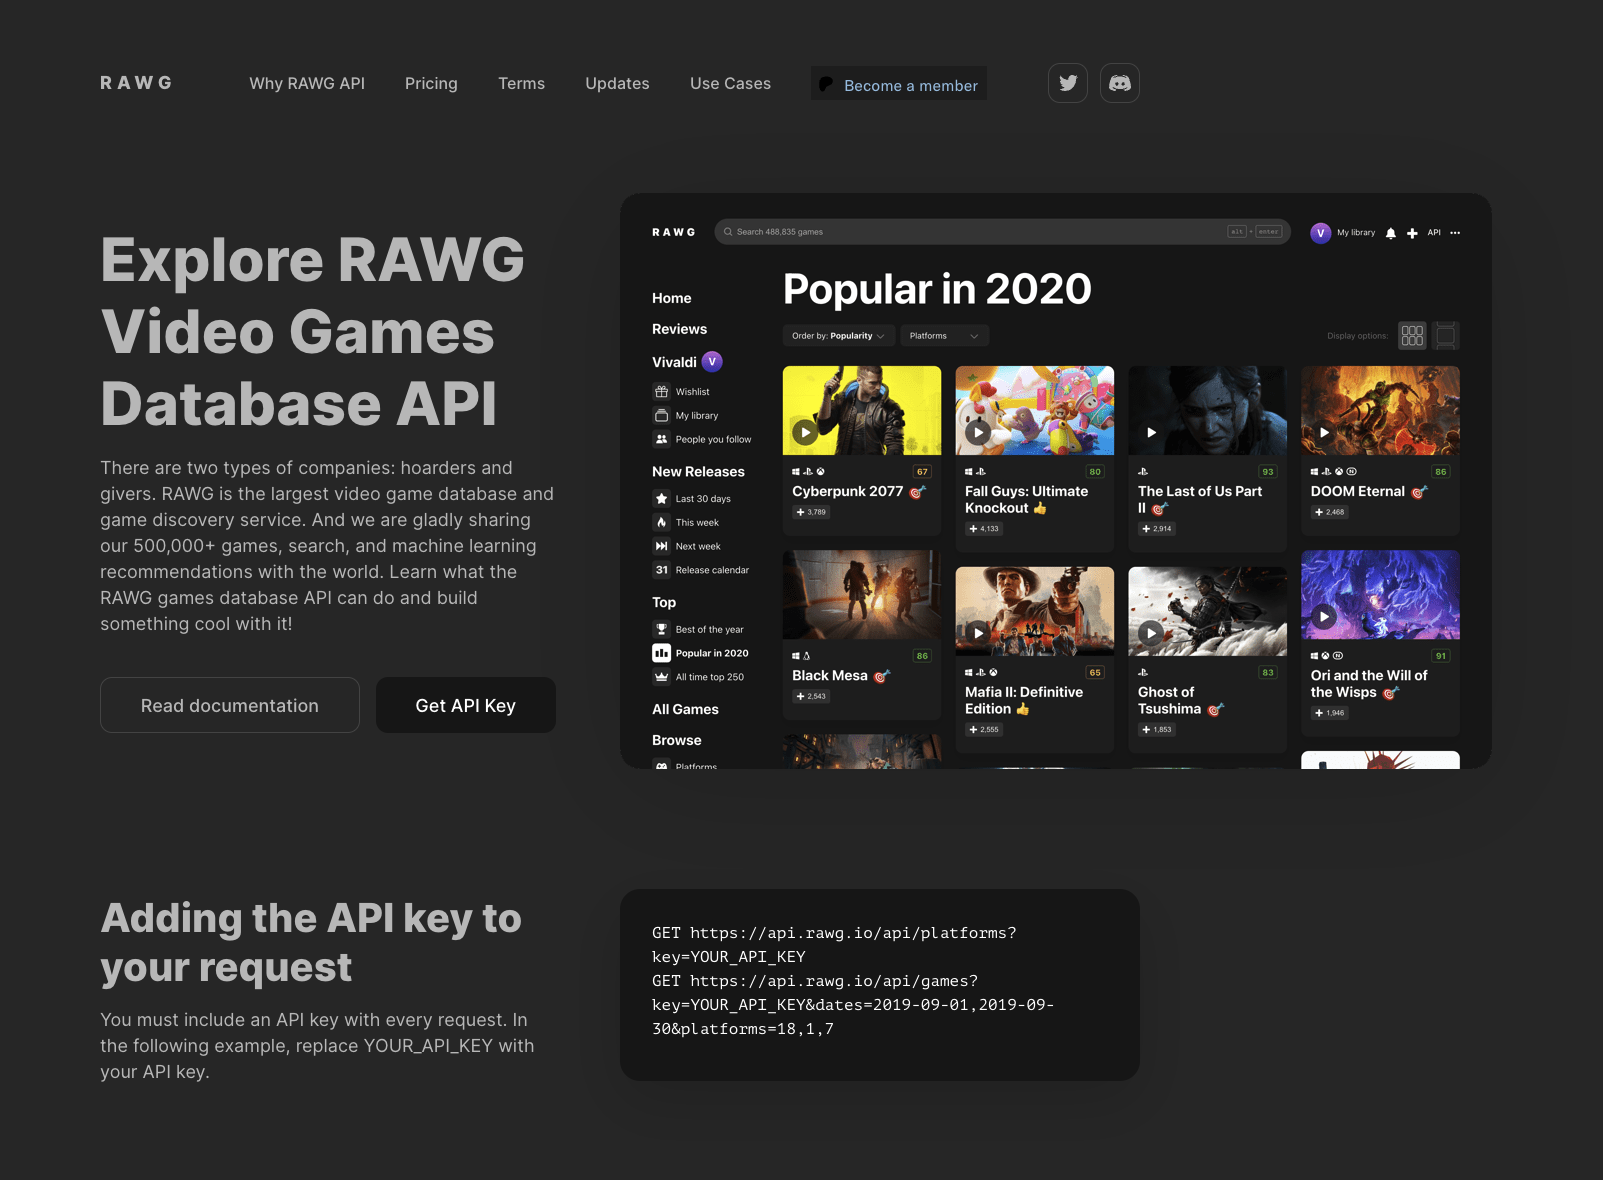 RAWG
Why RAWG API
Pricing
Terms
Updates
Use Cases
Become a member
Explore RAWG
Video Games
Database API
There are two types of companies: hoarders and
givers. RAWG is the largest video game database and
game discovery service. And we are gladly sharing
our 500,000+ games, search, and machine learning
recommendations with the world. Learn what the
RAWG games database API can do and build
something cool with it!
Read documentation
Get API Key
RAWG
Search 488,835 games
alt + enter
V
My library
API
Home
Reviews
Vivaldi V
Wishlist
My library
People you follow
New Releases
Last 30 days
This week
Next week
31 Release calendar
Top
Best of the year
Popular in 2020
All time top 250
All Games
Browse
Platforms
Popular in 2020
Order by: Popularity
Platforms
Display options:
67
Cyberpunk 2077
3,789
80
Fall Guys: Ultimate
Knockout
4,133
93
The Last of Us Part
II
2,914
86
DOOM Eternal
2,468
86
Black Mesa
2,543
65
Mafia II: Definitive
Edition
2,555
83
Ghost of
Tsushima
1,853
91
Ori and the Will of
the Wisps
1,946
Adding the API key to
your request
You must include an API key with every request. In
the following example, replace YOUR_API_KEY with
your API key.
GET https://api.rawg.io/api/platforms?
key=YOUR_API_KEY
GET https://api.rawg.io/api/games?
key=YOUR_API_KEY&dates=2019-09-01,2019-09-
30&platforms=18,1,7